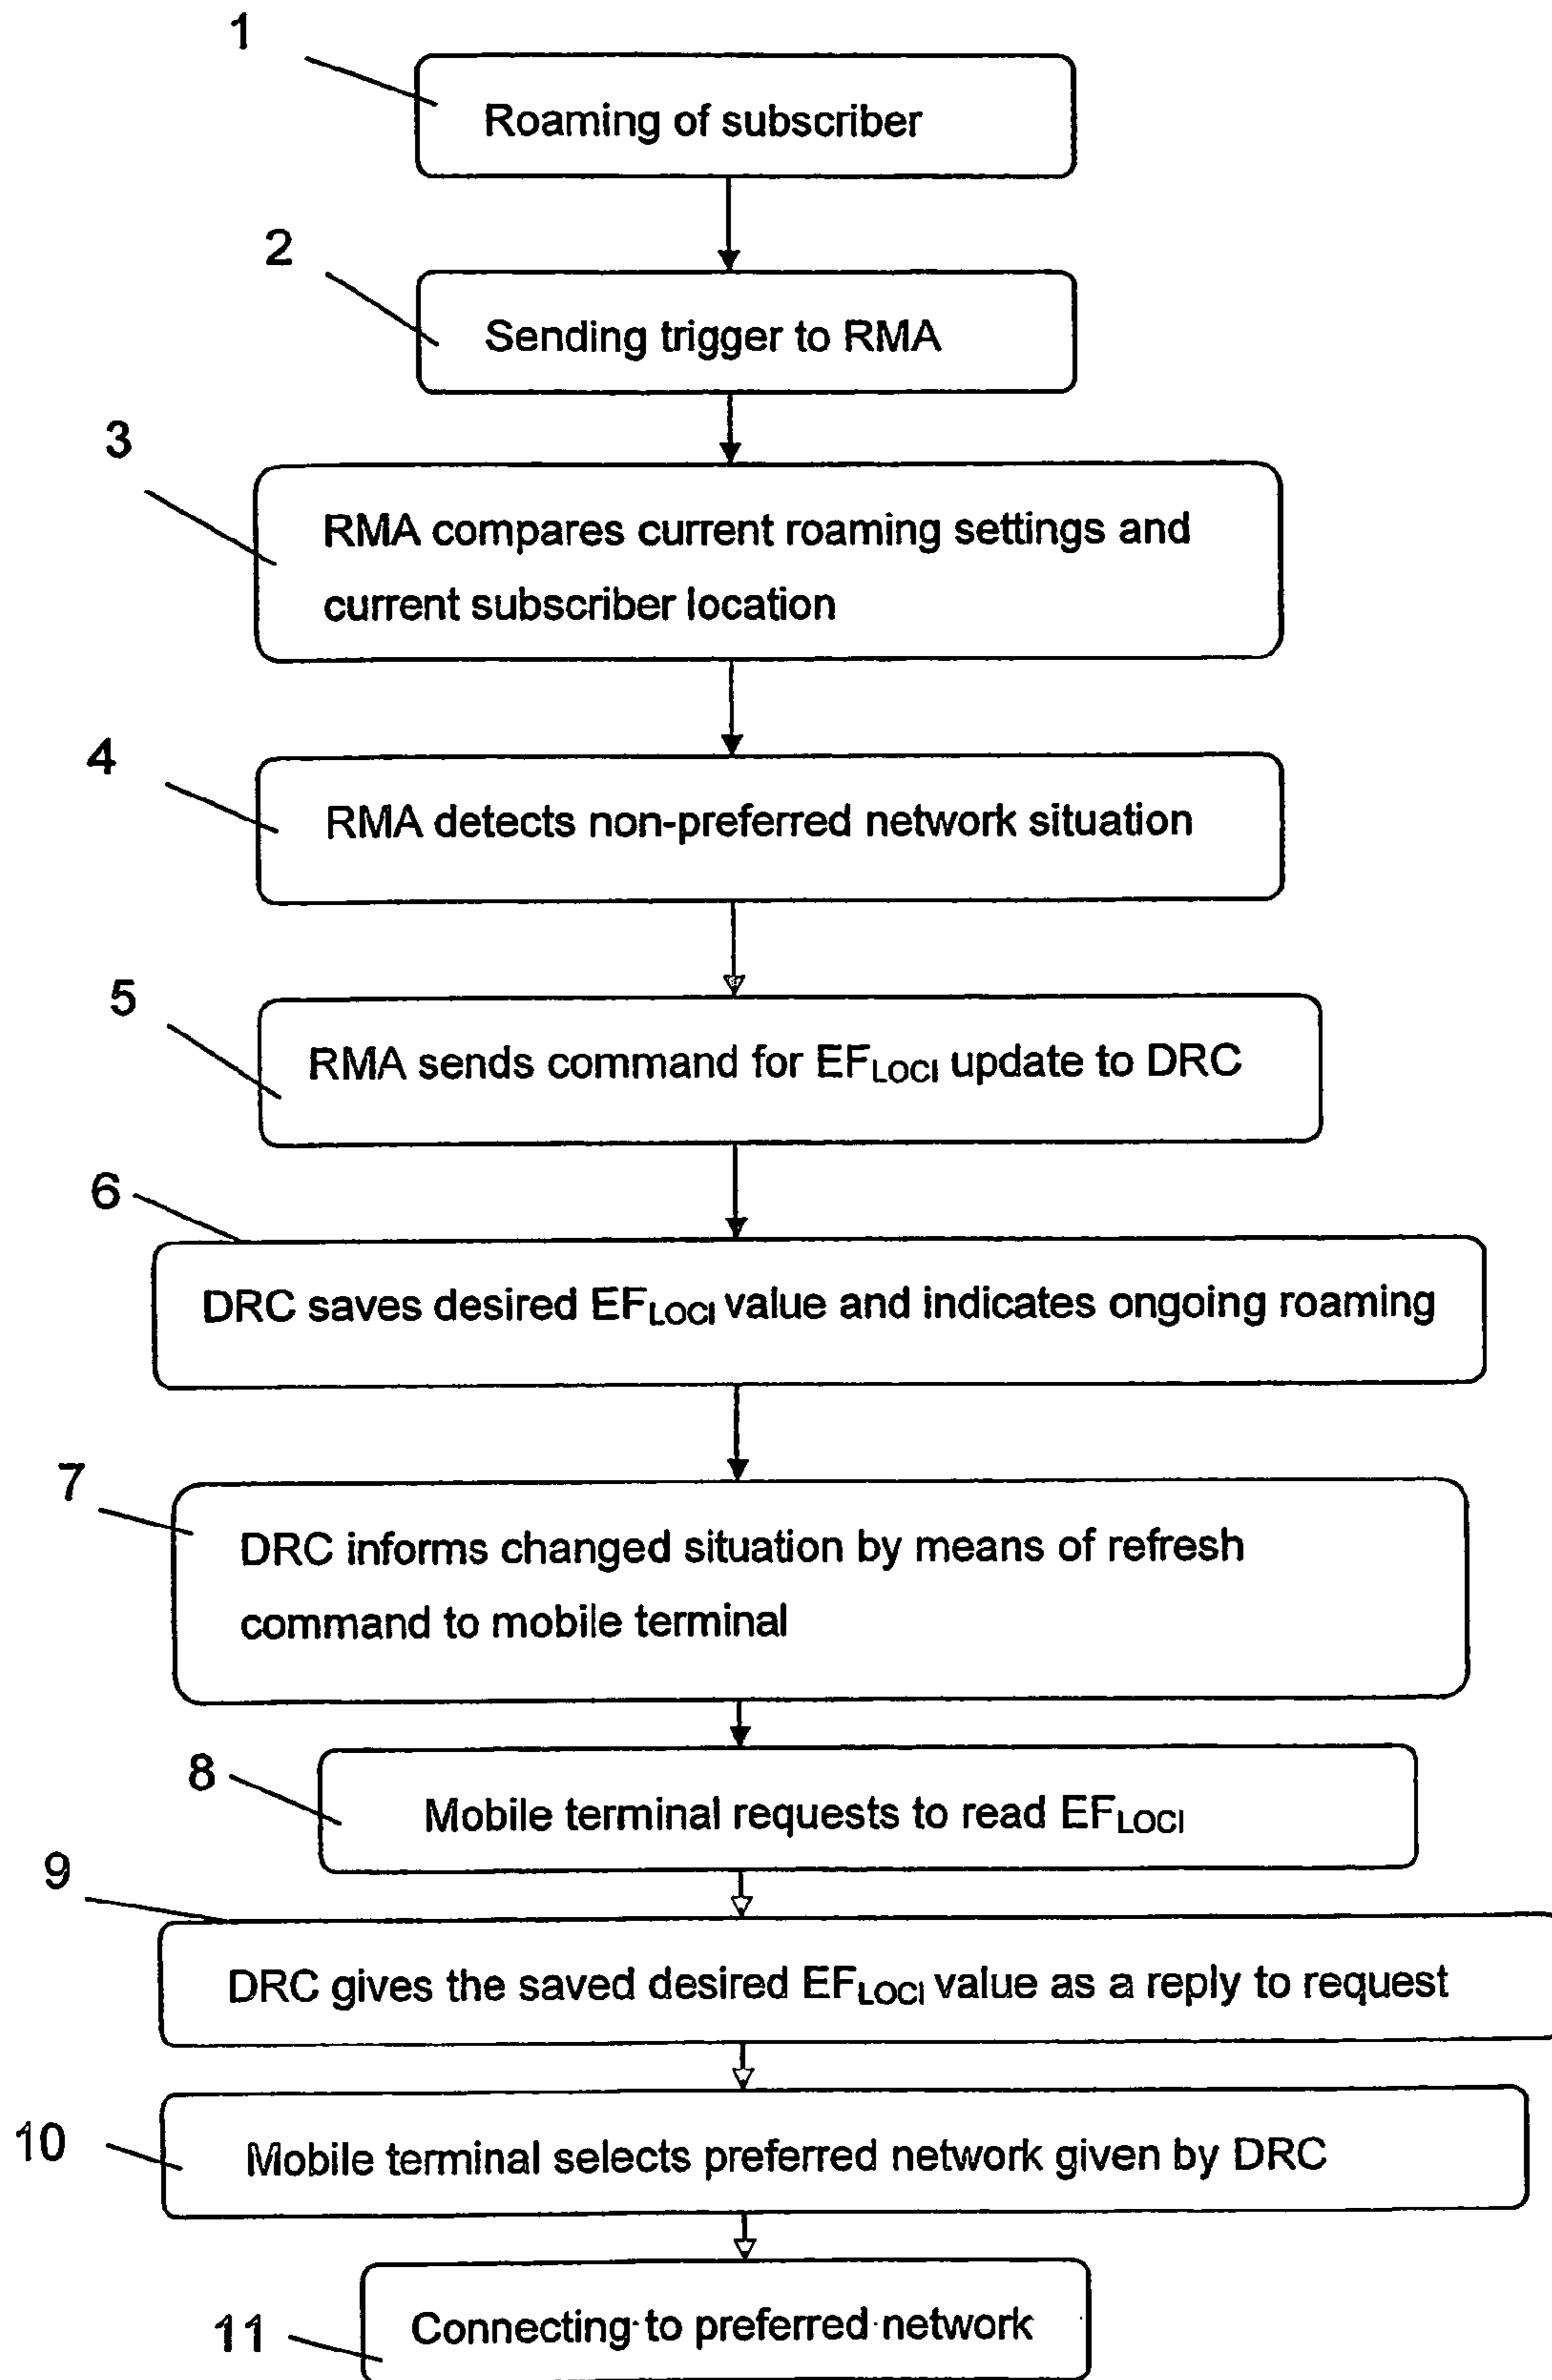 1
Roaming of subscriber
2
Sending trigger to RMA
3
RMA compares current roaming settings and
current subscriber location
4
RMA detects non-preferred network situation
5
RMA sends command for EFLOCI update to DRC
6
DRC saves desired EFLOCI value and indicates ongoing roaming
7
DRC informs changed situation by means of refresh
command to mobile terminal
8
Mobile terminal requests to read EFLOCI
9
DRC gives the saved desired EFLOCI value as a reply to request
10
Mobile terminal selects preferred network given by DRC
11
Connecting to preferred network